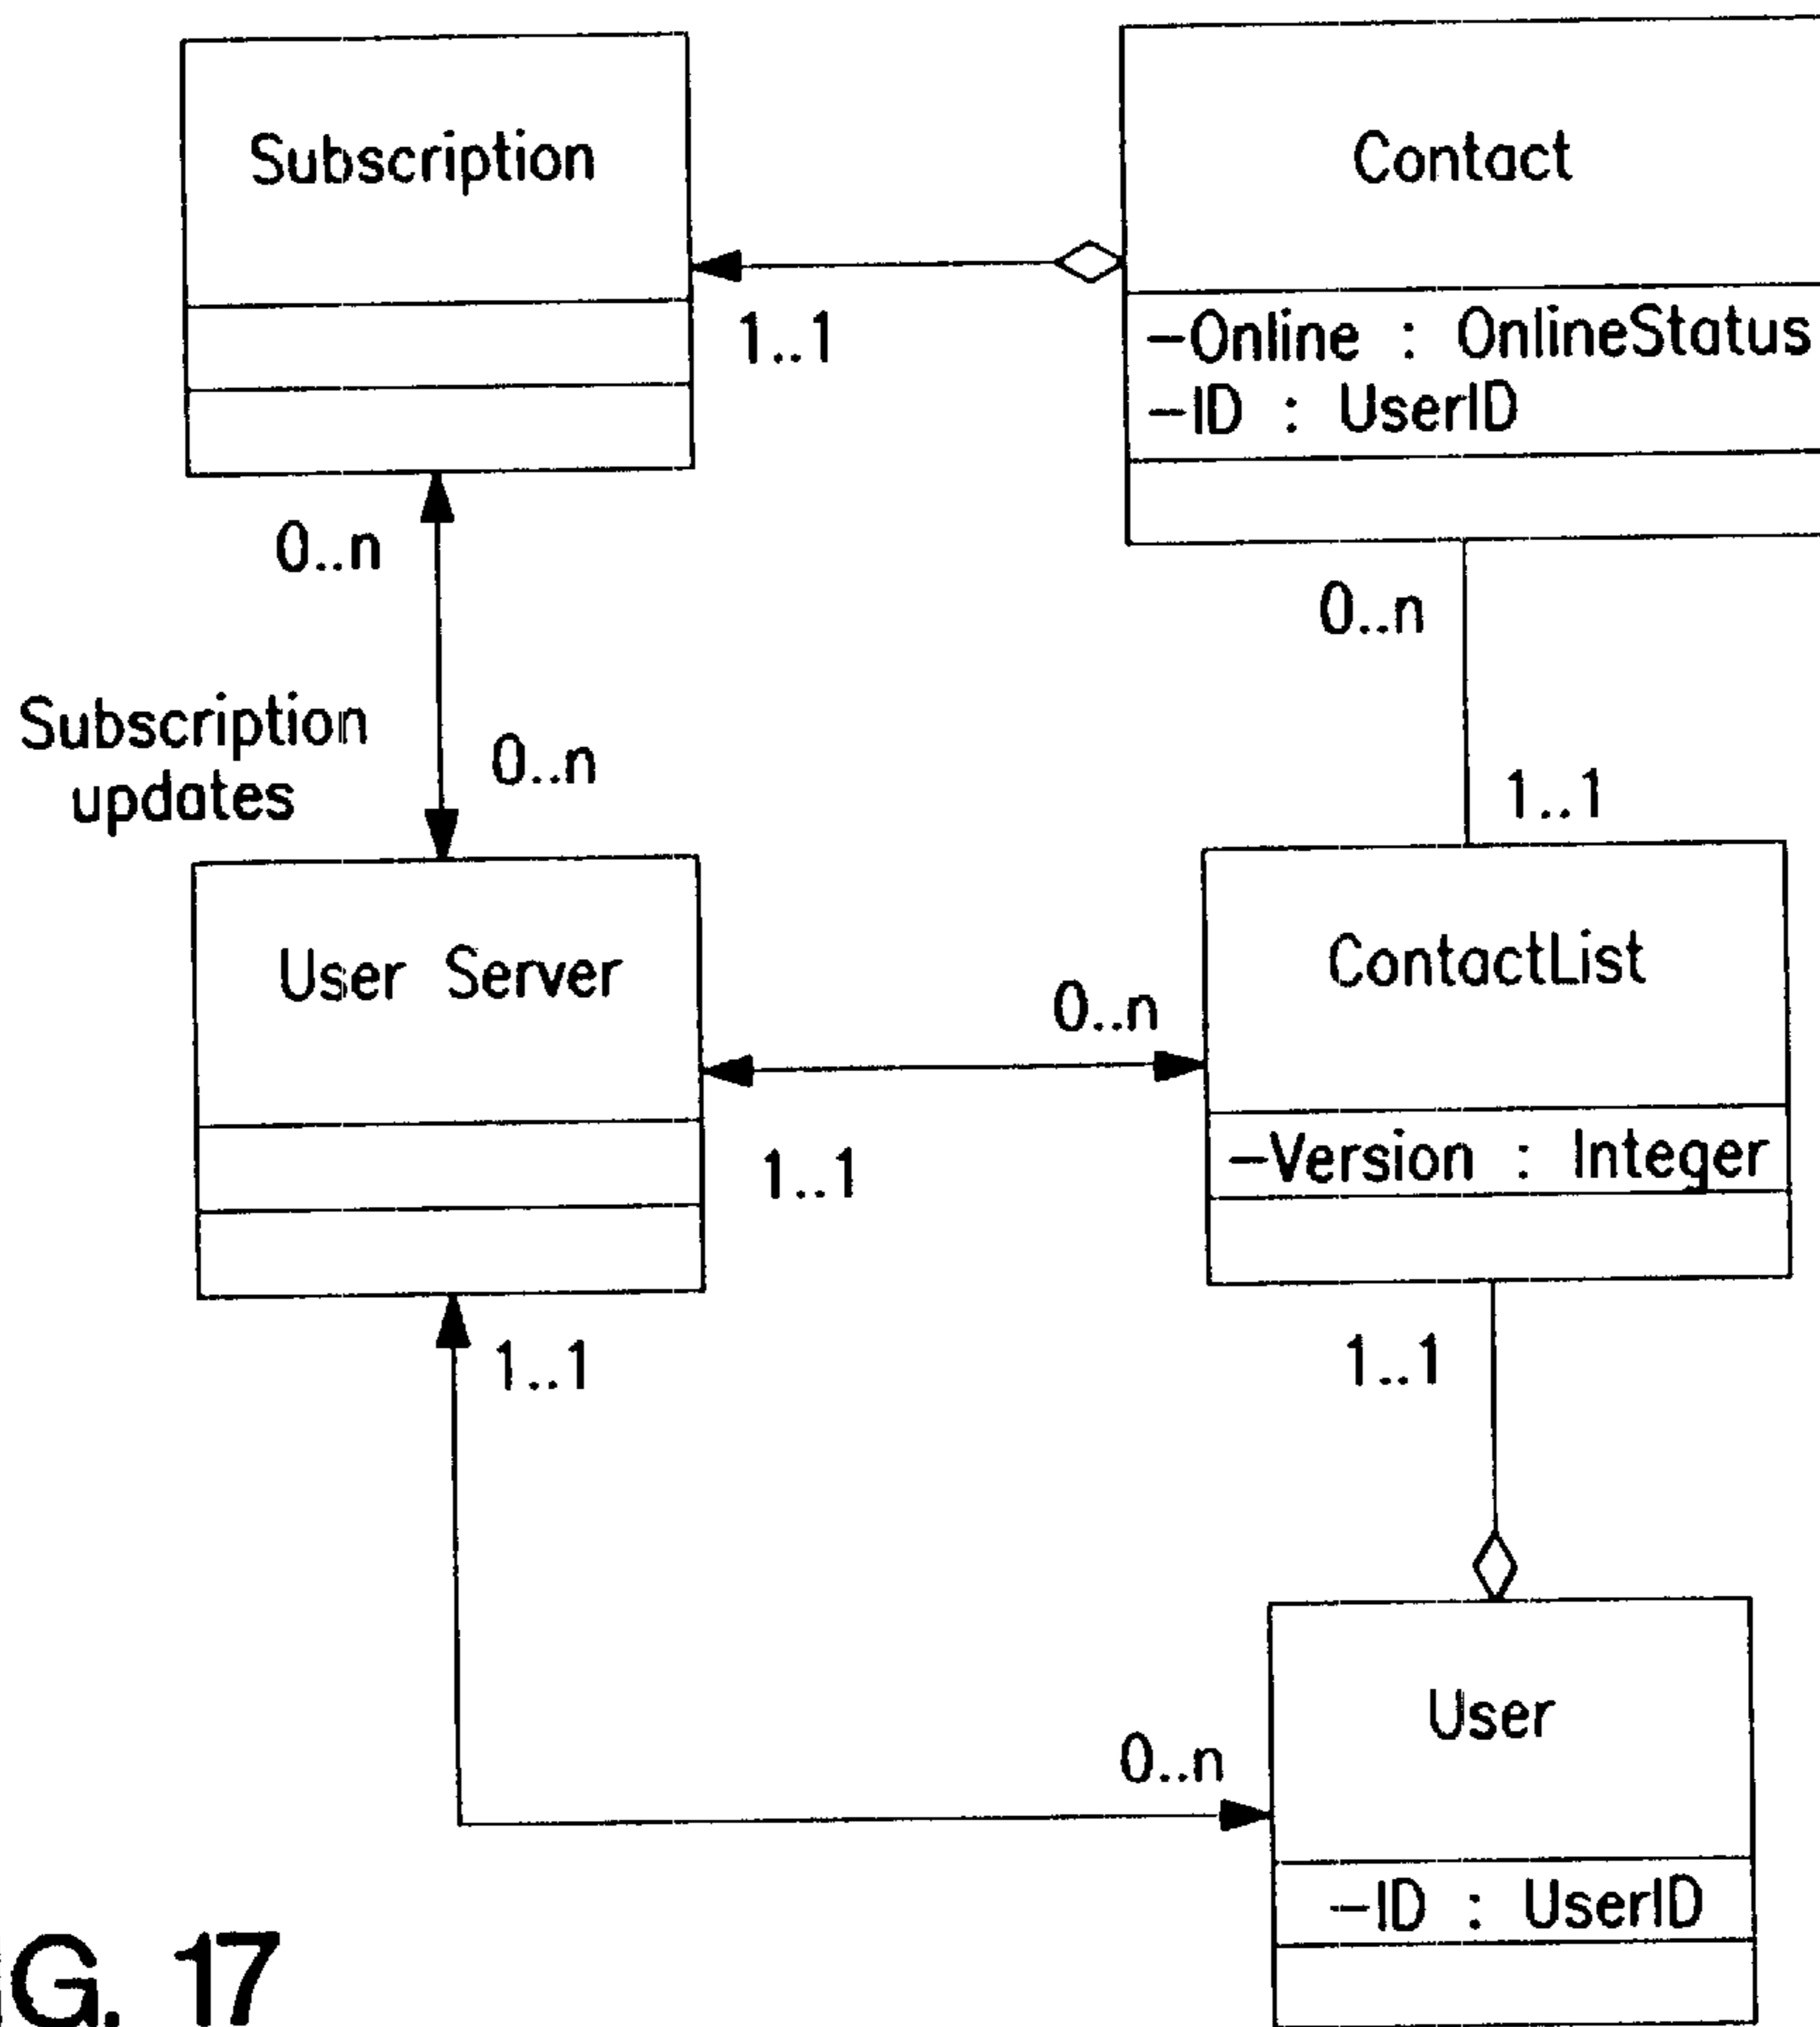 Subscription
Contact
1..1
–Online : OnlineStatus
–ID : UserID
0..n
0..n
Subscription
updates
0..n
1..1
User Server
ContactList
0..n
1..1
–Version : Integer
1..1
1..1
User
0..n
–ID : UserID
G. 17